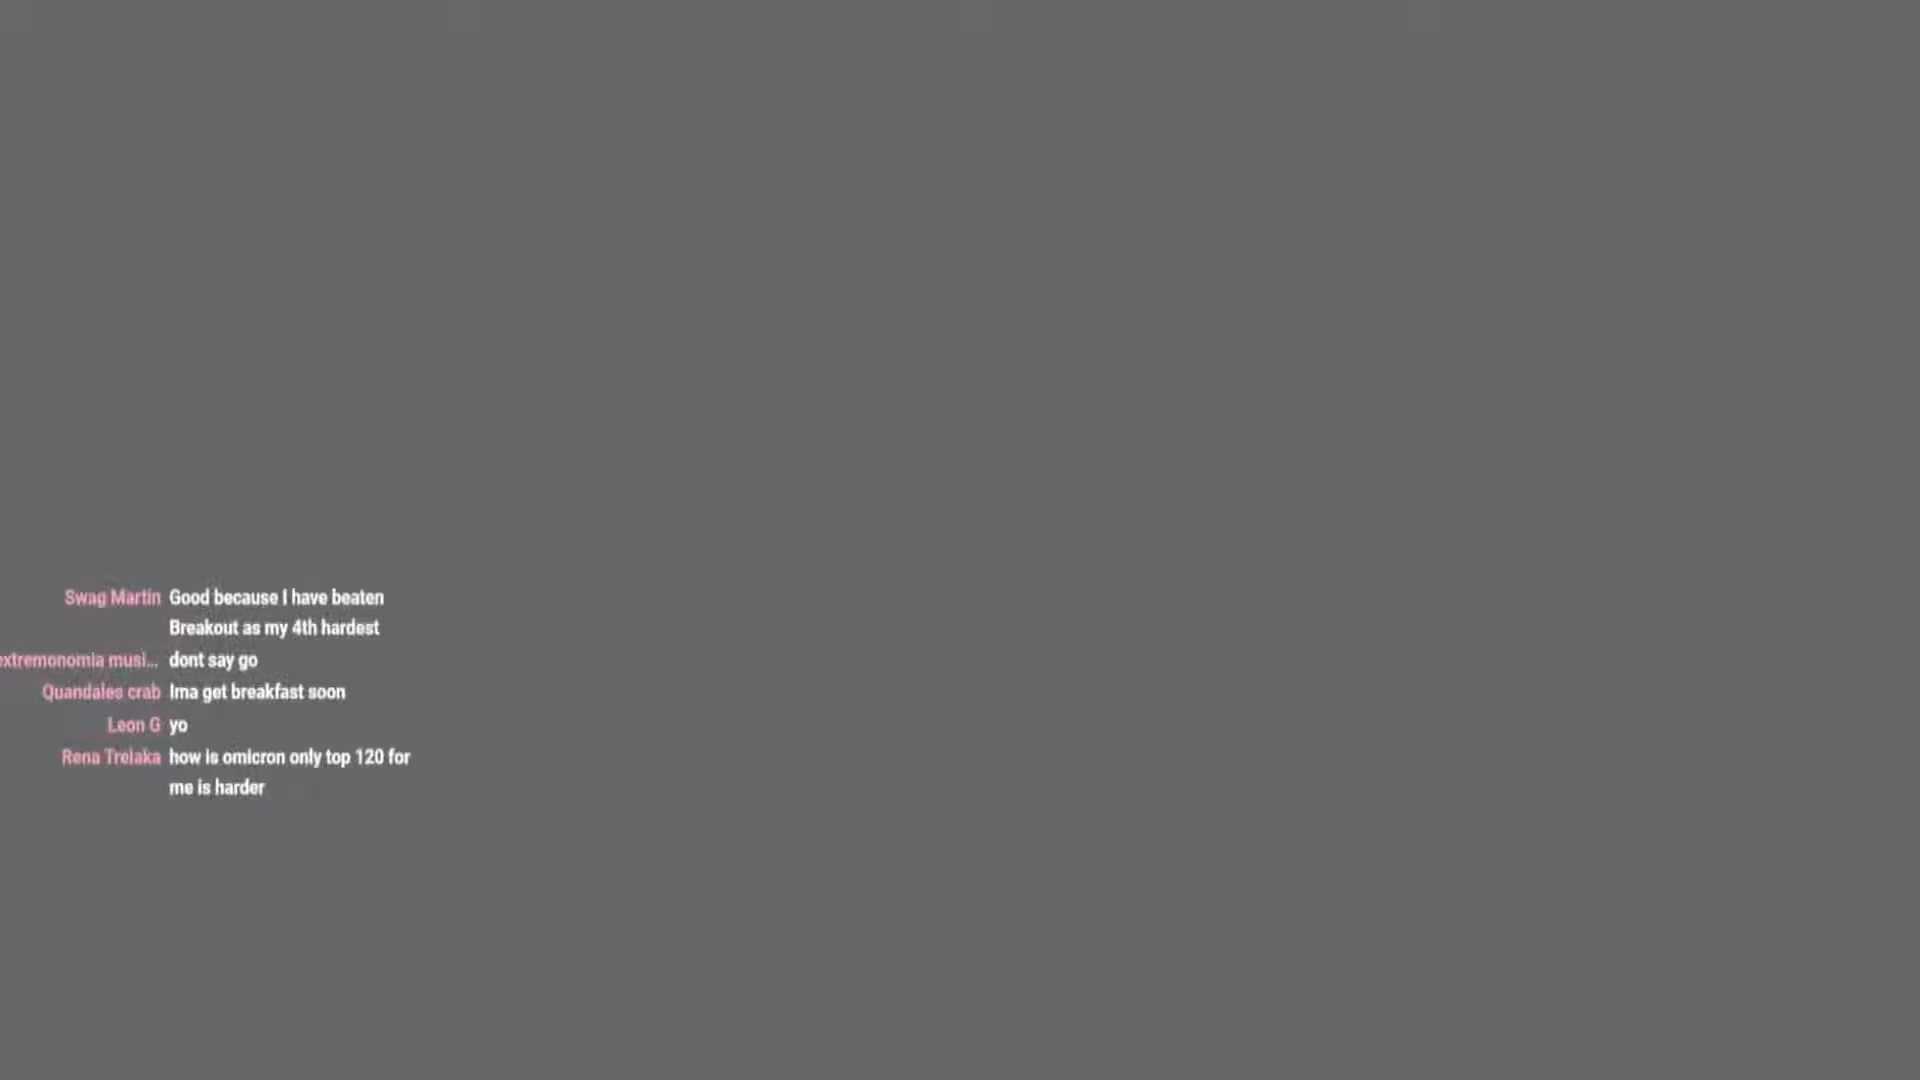 Swag Martin Good because I have beaten
Breakout as my 4th hardest
extremonomia musi... dont say go
Quandales crab Ima get breakfast soon
Leon G yo
Rena Trelaka how is omicron only top 120 for
me is harder